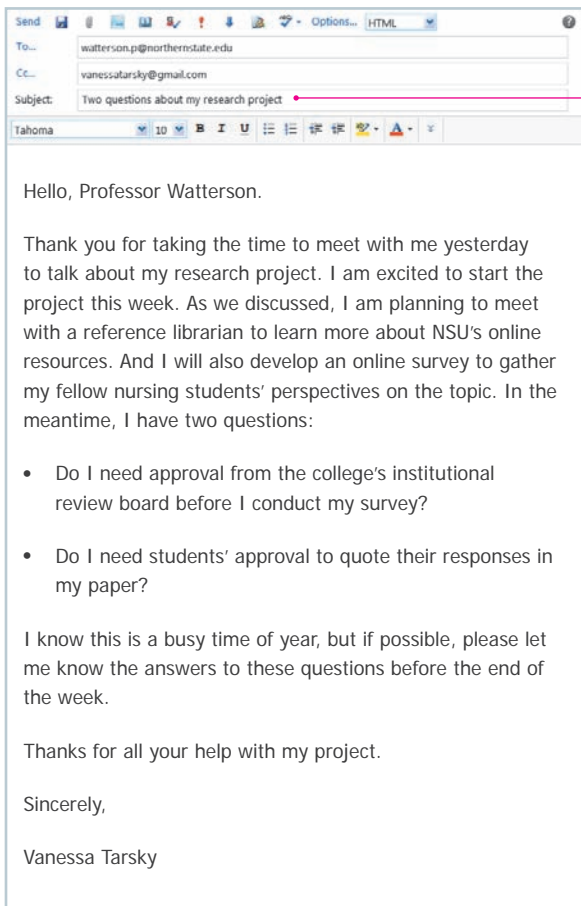 Send Options... HTML
To... watterson.p@northernstate.edu
Cc... vanessatarsky@gmail.com
Subject: Two questions about my research project
Tahoma 10 B I U A
Hello, Professor Watterson.
Thank you for taking the time to meet with me yesterday
to talk about my research project. I am excited to start the
project this week. As we discussed, I am planning to meet
with a reference librarian to learn more about NSU’s online
resources. And I will also develop an online survey to gather
my fellow nursing students’ perspectives on the topic. In the
meantime, I have two questions:
• Do I need approval from the college’s institutional
review board before I conduct my survey?
• Do I need students’ approval to quote their responses in
my paper?
I know this is a busy time of year, but if possible, please let
me know the answers to these questions before the end of
the week.
Thanks for all your help with my project.
Sincerely,
Vanessa Tarsky